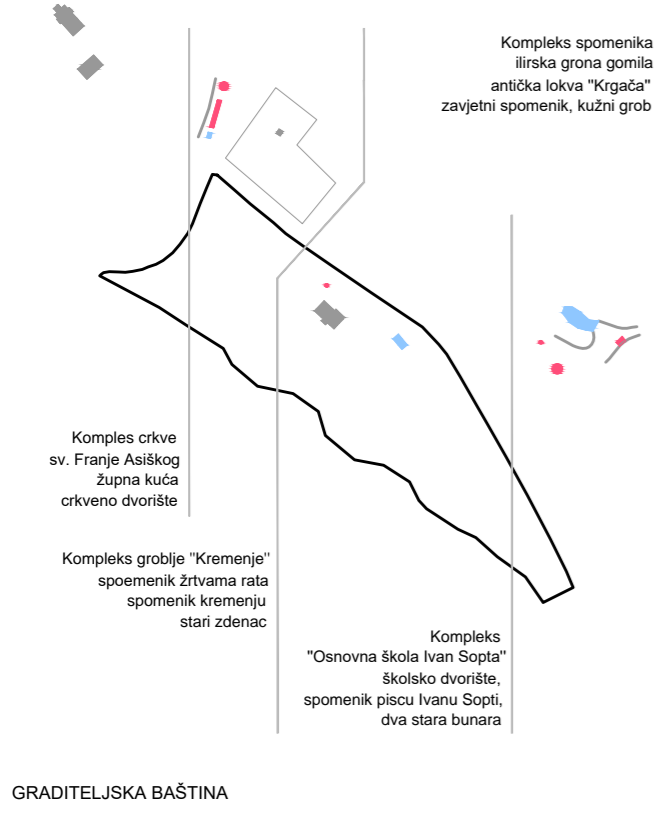 Kompleks spomenika
ilirska grona gomila
antička lokva "Krgača"
zavjetni spomenik, kužni grob
Komples crkve
sv. Franje Asiškog
župna kuća
crkveno dvorište
Kompleks groblje "Kremenje"
spoemenik žrtvama rata
spomenik kremenju
stari zdenac
Kompleks
"Osnovna škola Ivan Sopta"
školsko dvorište,
spomenik piscu Ivanu Sopti,
dva stara bunara
GRADITELJSKA BAŠTINA